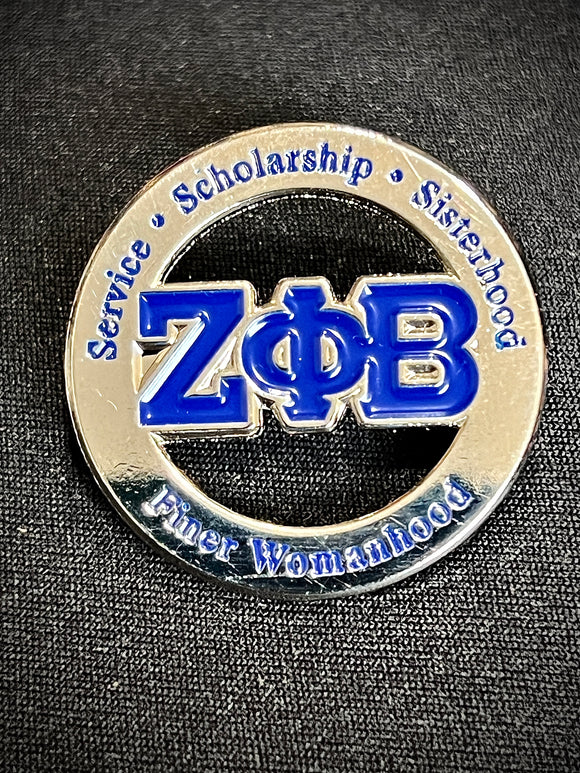 Service • Scholarship • Sisterhood
ΖΦΒ
Finer Womanhood